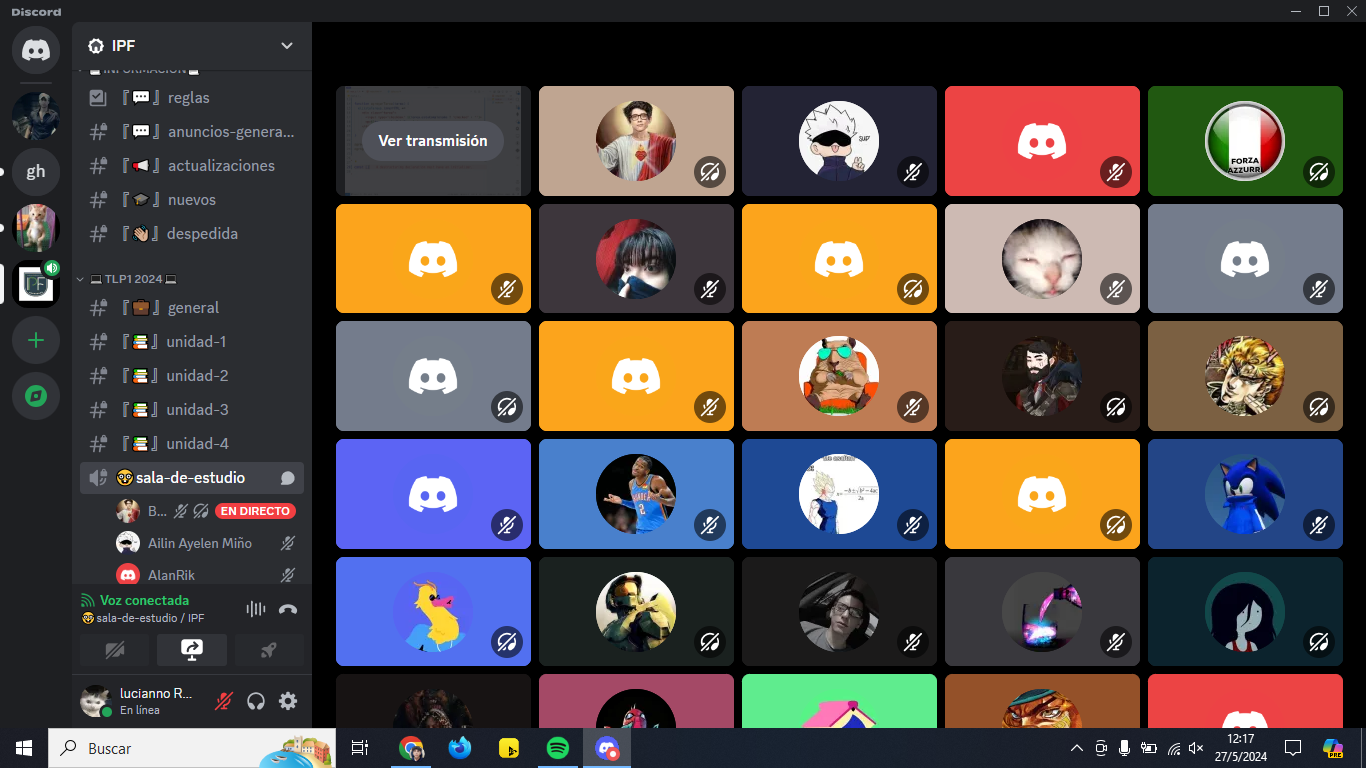 Discord
IPF
INFORMACIÓN
『💬』 reglas
『💬』 anuncios-genera...
『📢』 actualizaciones
『🎓』 nuevos
『👋🏻』 despedida
gh
TLP1 2024
『💼』 general
『📚』 unidad-1
『📚』 unidad-2
『📚』 unidad-3
『📚』 unidad-4
sala-de-estudio
B... EN DIRECTO
Ailin Ayelen Miño
AlanRik
Voz conectada
sala-de-estudio / IPF
lucianno R...
En línea
Ver transmisión
FORZA
AZZURRI
Buscar
12:17
27/5/2024
PRE